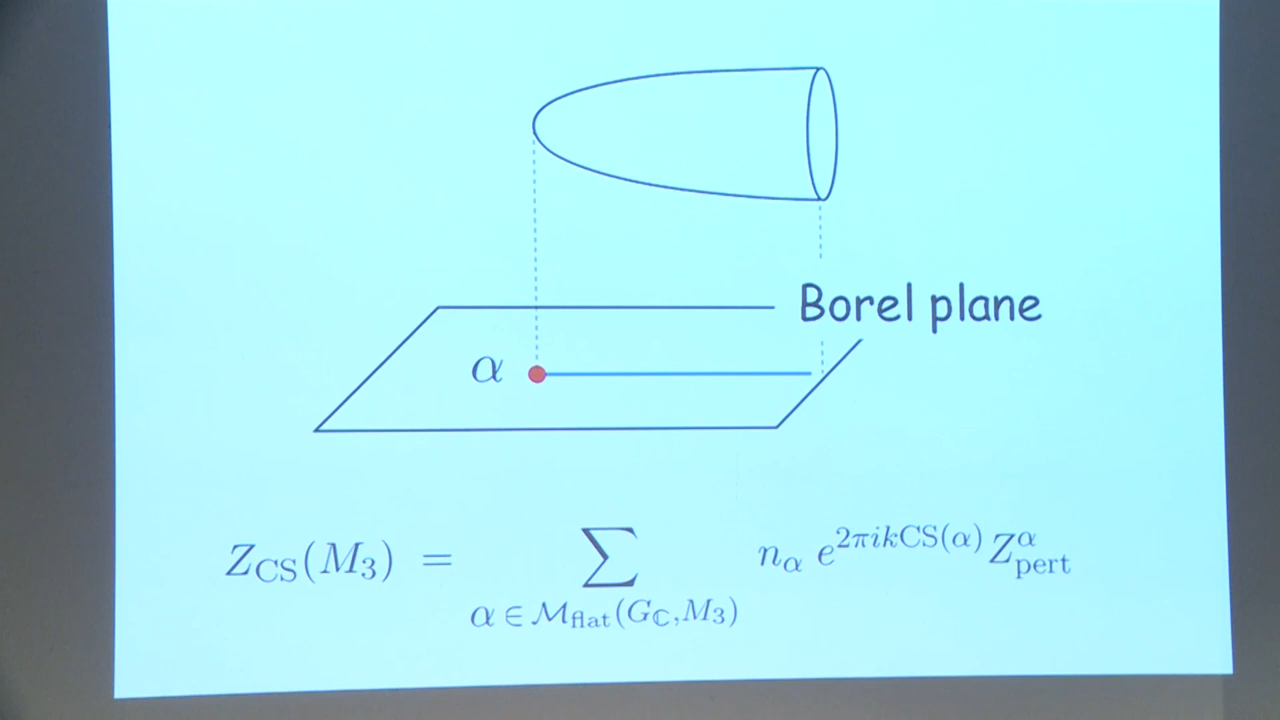 Borel plane
α
Z_CS(M_3) = ∑_{α ∈ ℳ_flat(G_ℂ, M_3)} n_α e^{2πikCS(α)} Z^α_pert